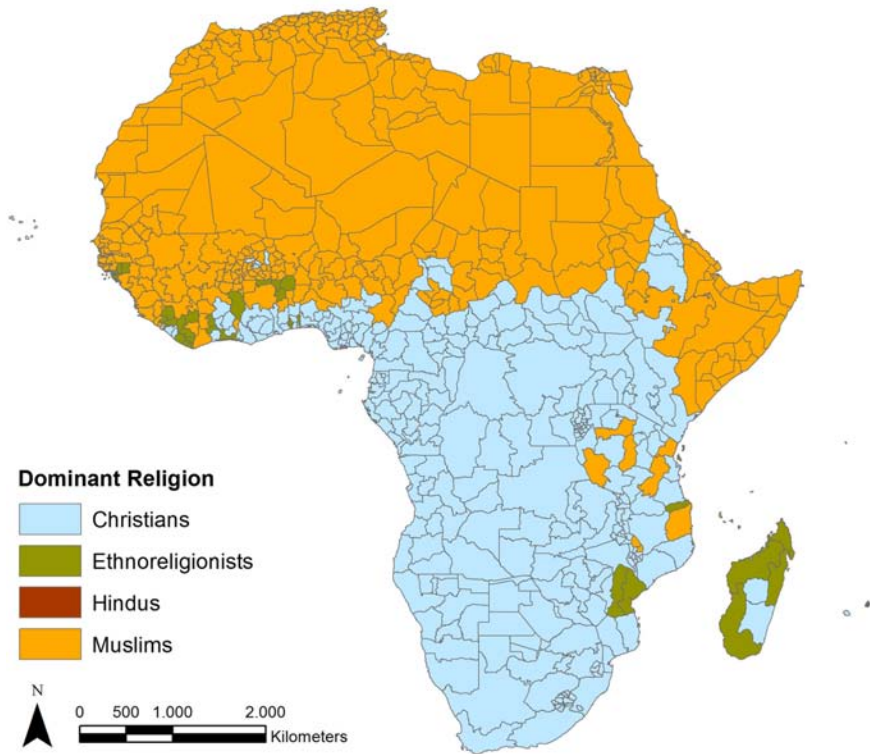 Dominant Religion
Christians
Ethnoreligionists
Hindus
Muslims
N
0 500 1.000 2.000
Kilometers